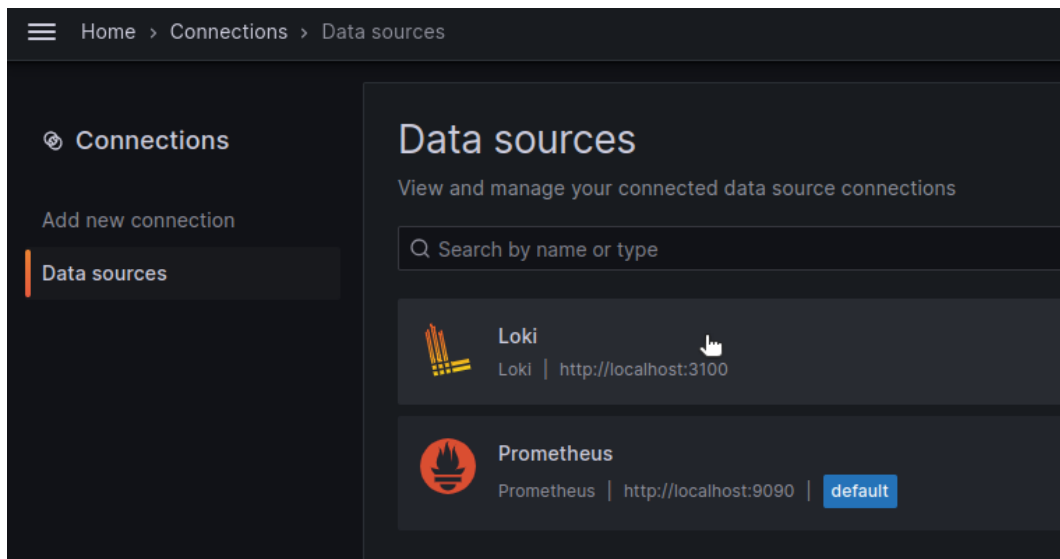 Home > Connections > Data sources
Connections
Add new connection
Data sources
Data sources
View and manage your connected data source connections
Search by name or type
Loki
Loki | http://localhost:3100
Prometheus
Prometheus | http://localhost:9090 | default